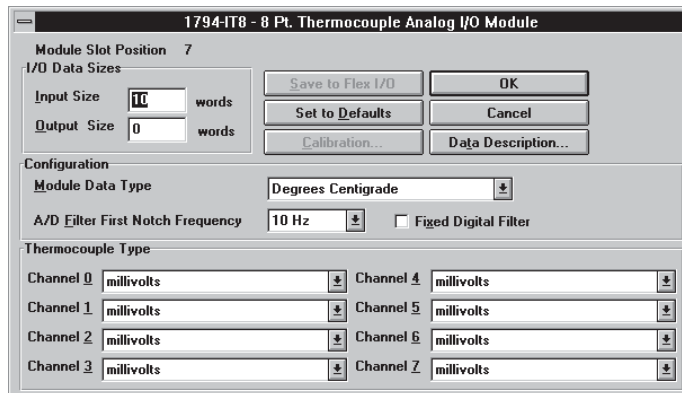 1794-IT8 - 8 Pt. Thermocouple Analog I/O Module
Module Slot Position 7
I/O Data Sizes
Input Size 10 words
Output Size 0 words
Save to Flex I/O
OK
Set to Defaults
Cancel
Calibration...
Data Description...
Configuration
Module Data Type Degrees Centigrade
A/D Filter First Notch Frequency 10 Hz Fixed Digital Filter
Thermocouple Type
Channel 0 millivolts Channel 4 millivolts
Channel 1 millivolts Channel 5 millivolts
Channel 2 millivolts Channel 6 millivolts
Channel 3 millivolts Channel 7 millivolts